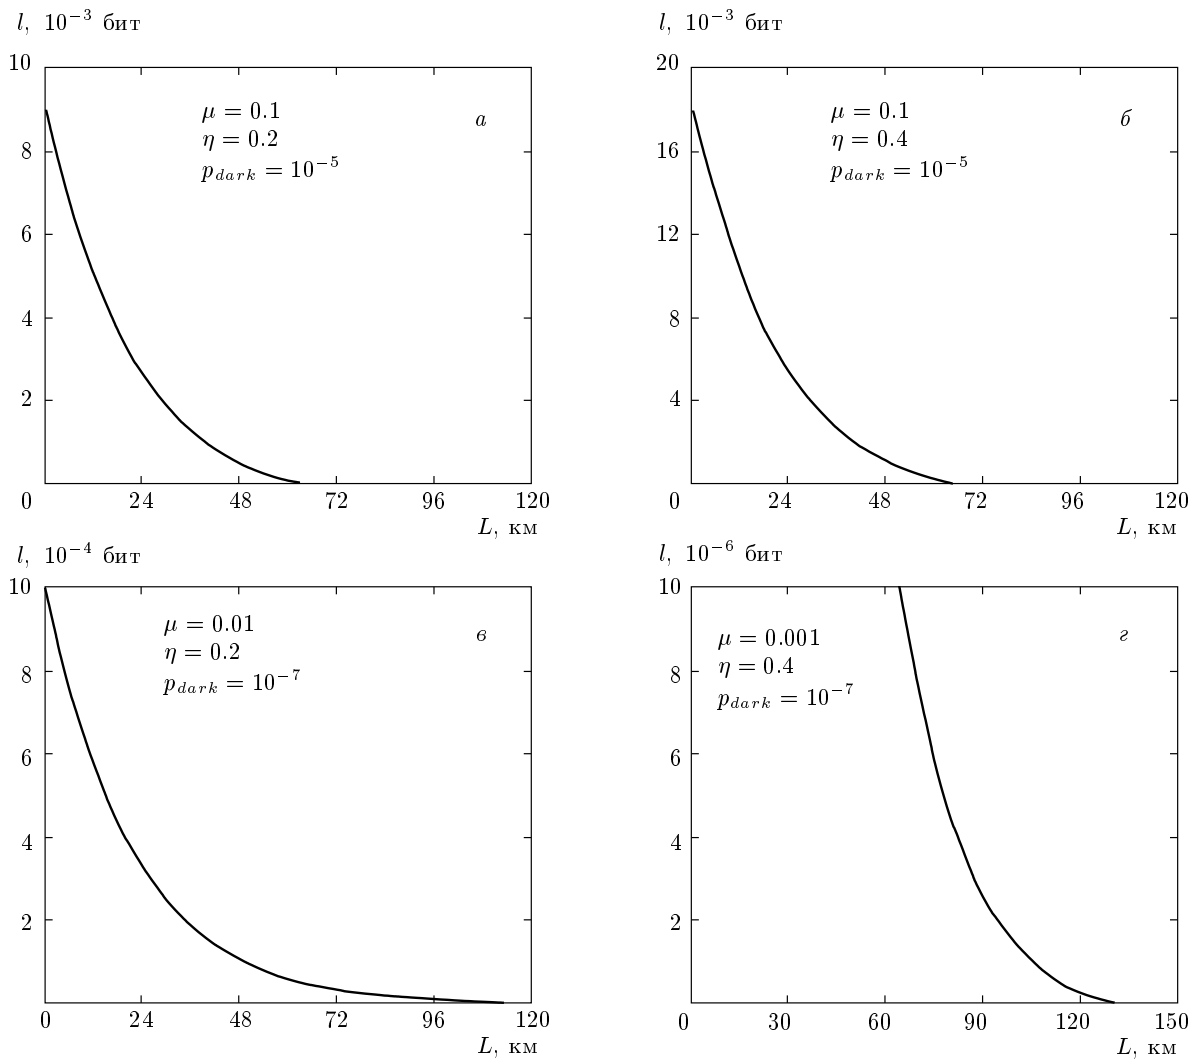 l, 10⁻³ бит
10
8
6
4
2
0
24 48 72 96 120
L, км
μ = 0.1
η = 0.2
p_dark = 10⁻⁵
а
l, 10⁻³ бит
20
16
12
8
4
0
24 48 72 96 120
L, км
μ = 0.1
η = 0.4
p_dark = 10⁻⁵
б
l, 10⁻⁴ бит
10
8
6
4
2
0 24 48 72 96 120
L, км
μ = 0.01
η = 0.2
p_dark = 10⁻⁷
в
l, 10⁻⁶ бит
10
8
6
4
2
0 30 60 90 120 150
L, км
μ = 0.001
η = 0.4
p_dark = 10⁻⁷
г